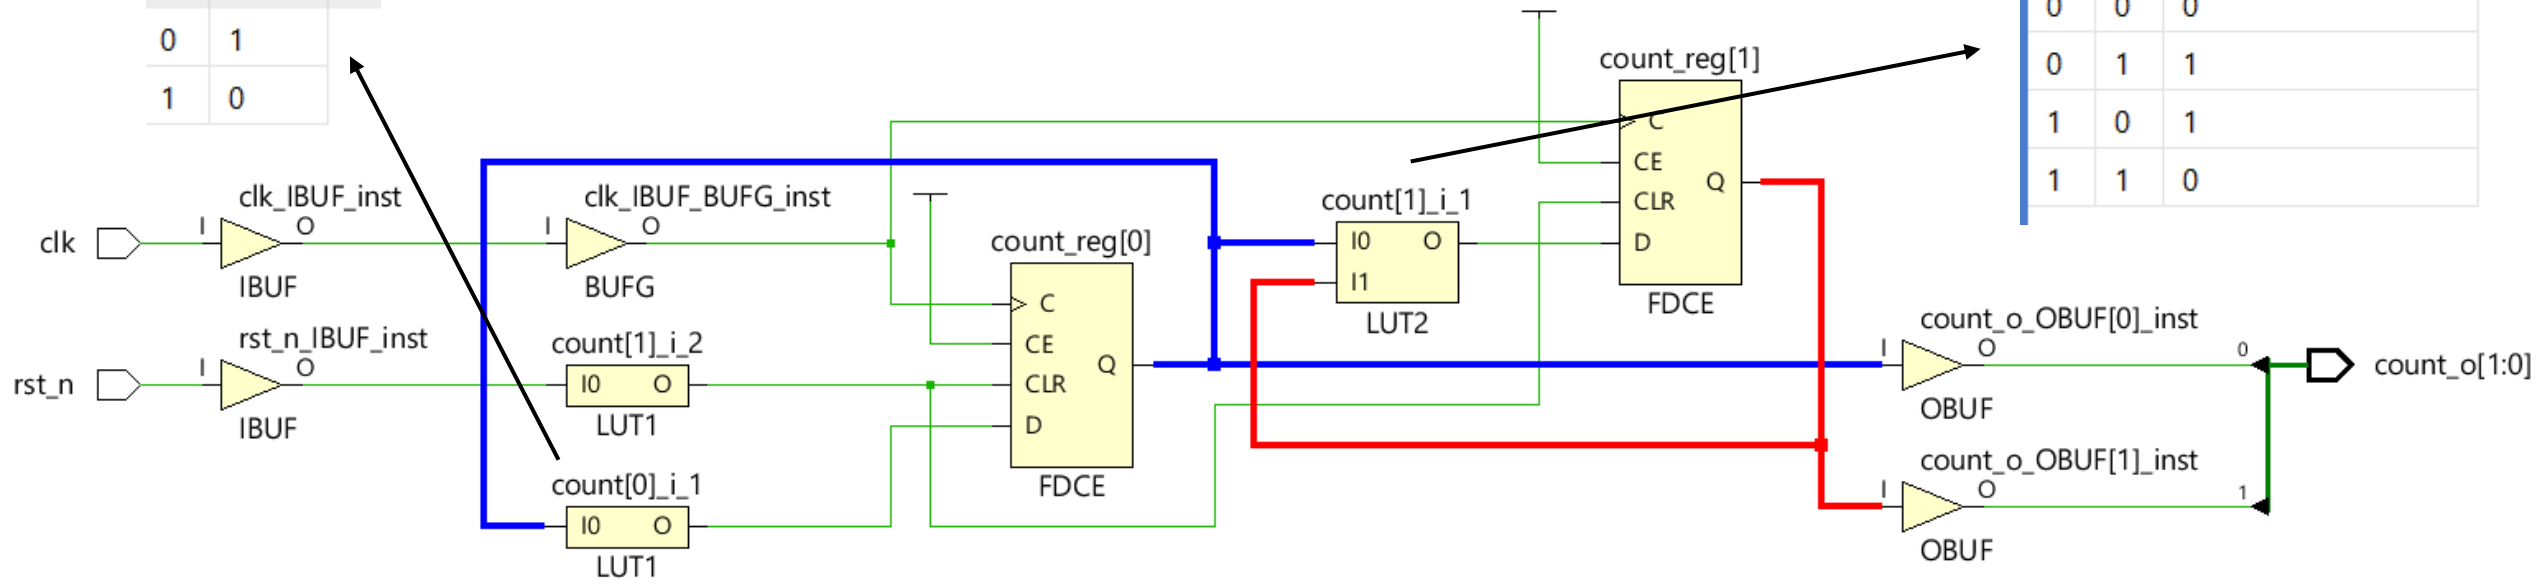 0 1
1 0
0 0 0
0 1 1
1 0 1
1 1 0
count_reg[1]
C
CE
Q
CLR
D
FDCE
clk
I
clk_IBUF_inst
O
IBUF
I
clk_IBUF_BUFG_inst
O
BUFG
rst_n
I
rst_n_IBUF_inst
O
IBUF
count[1]_i_2
I0 O
LUT1
count[0]_i_1
I0 O
LUT1
count_reg[0]
C
CE
Q
CLR
D
FDCE
count[1]_i_1
I0 O
I1
LUT2
count_o_OBUF[0]_inst
I
O
OBUF
0
count_o[1:0]
count_o_OBUF[1]_inst
I
O
OBUF
1